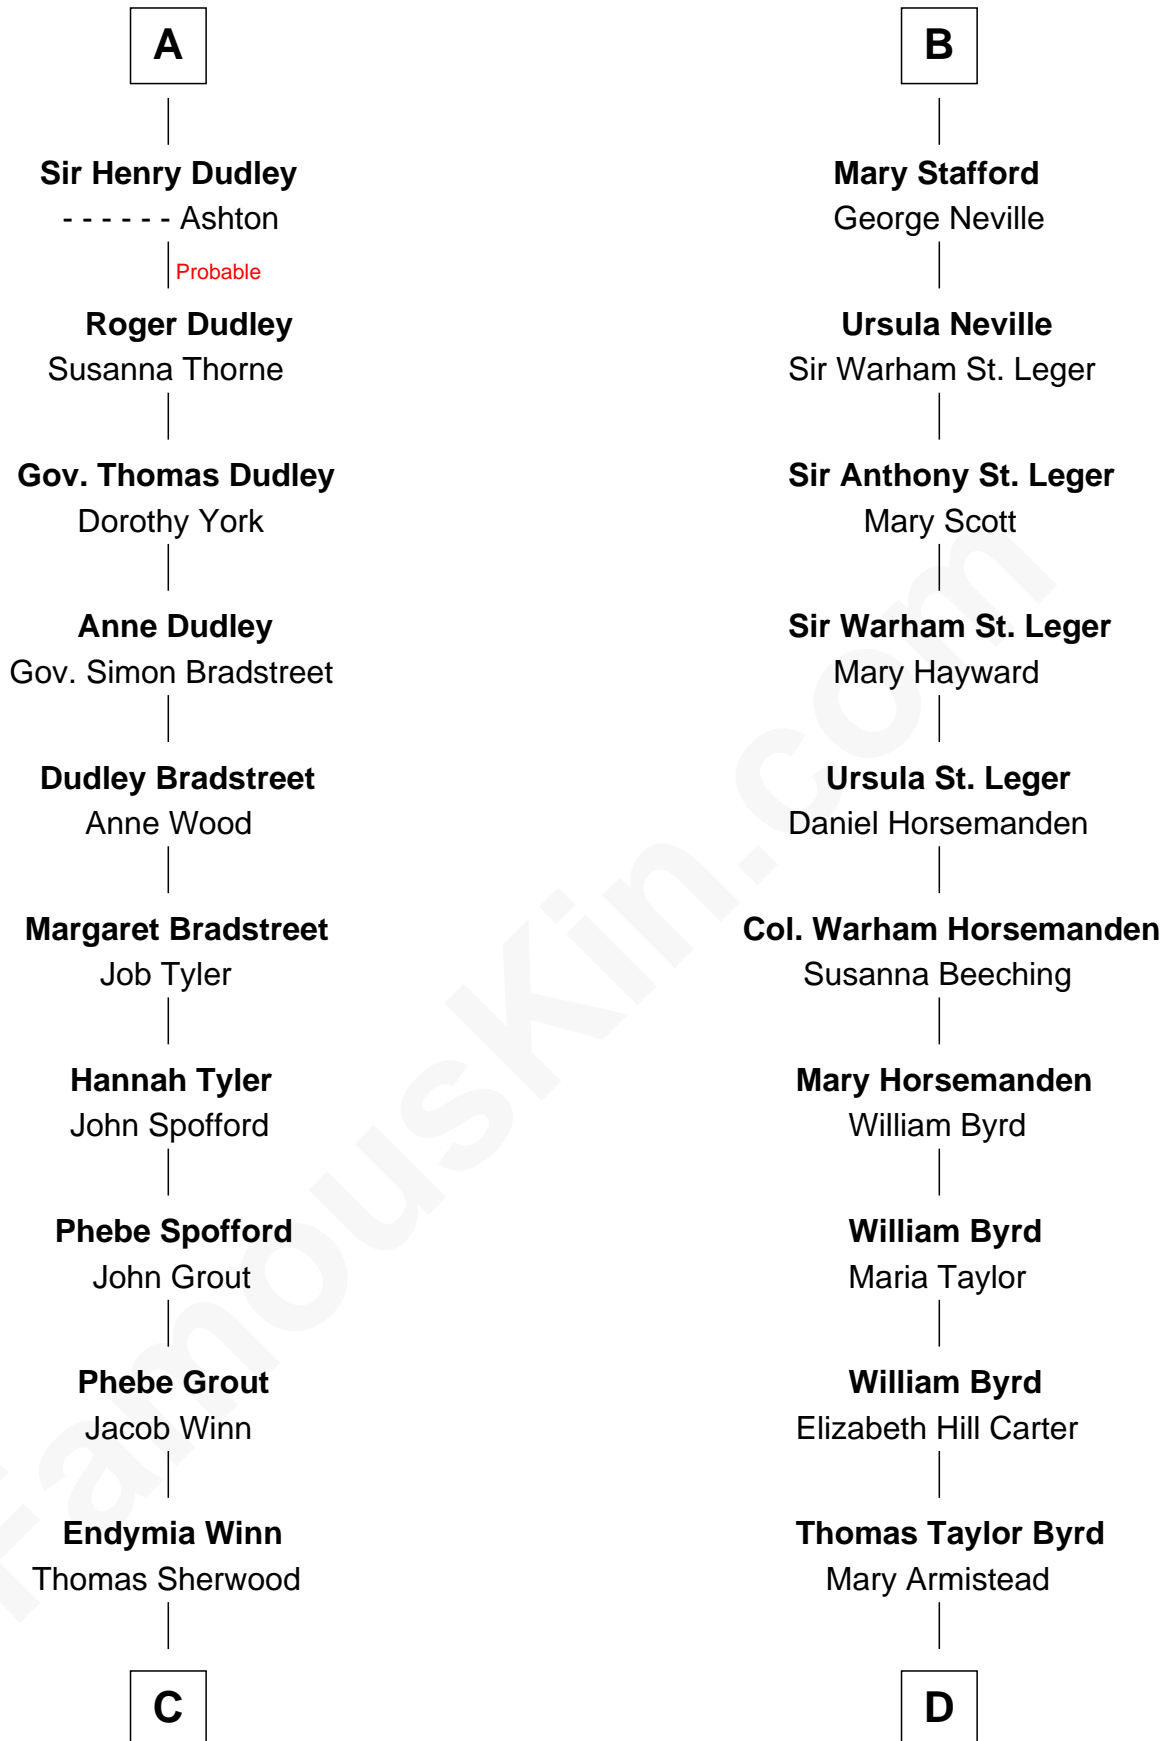 A
Sir Henry Dudley
- - - - - - Ashton
Probable
Roger Dudley
Susanna Thorne
Gov. Thomas Dudley
Dorothy York
Anne Dudley
Gov. Simon Bradstreet
Dudley Bradstreet
Anne Wood
Margaret Bradstreet
Job Tyler
Hannah Tyler
John Spofford
Phebe Spofford
John Grout
Phebe Grout
Jacob Winn
Endymia Winn
Thomas Sherwood
C
B
Mary Stafford
George Neville
Ursula Neville
Sir Warham St. Leger
Sir Anthony St. Leger
Mary Scott
Sir Warham St. Leger
Mary Hayward
Ursula St. Leger
Daniel Horsemanden
Col. Warham Horsemanden
Susanna Beeching
Mary Horsemanden
William Byrd
William Byrd
Maria Taylor
William Byrd
Elizabeth Hill Carter
Thomas Taylor Byrd
Mary Armistead
D
FamousKin.com